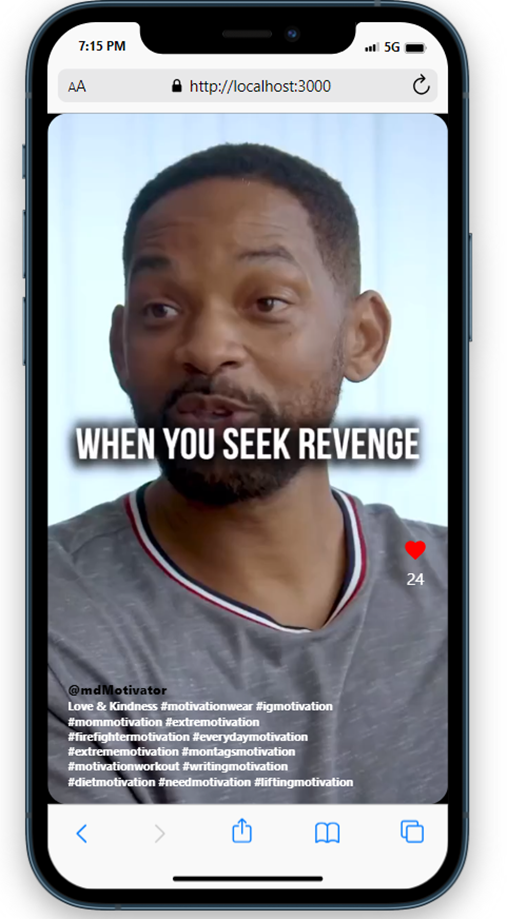 7:15 PM 5G
AA http://localhost:3000
WHEN YOU SEEK REVENGE
24
@mdMotivator
Love & Kindness #motivationwear #igmotivation
#mommotivation #extremotivation
#firefightermotivation #everydaymotivation
#extrememotivation #montagsmotivation
#motivationworkout #writingmotivation
#dietmotivation #needmotivation #liftingmotivation